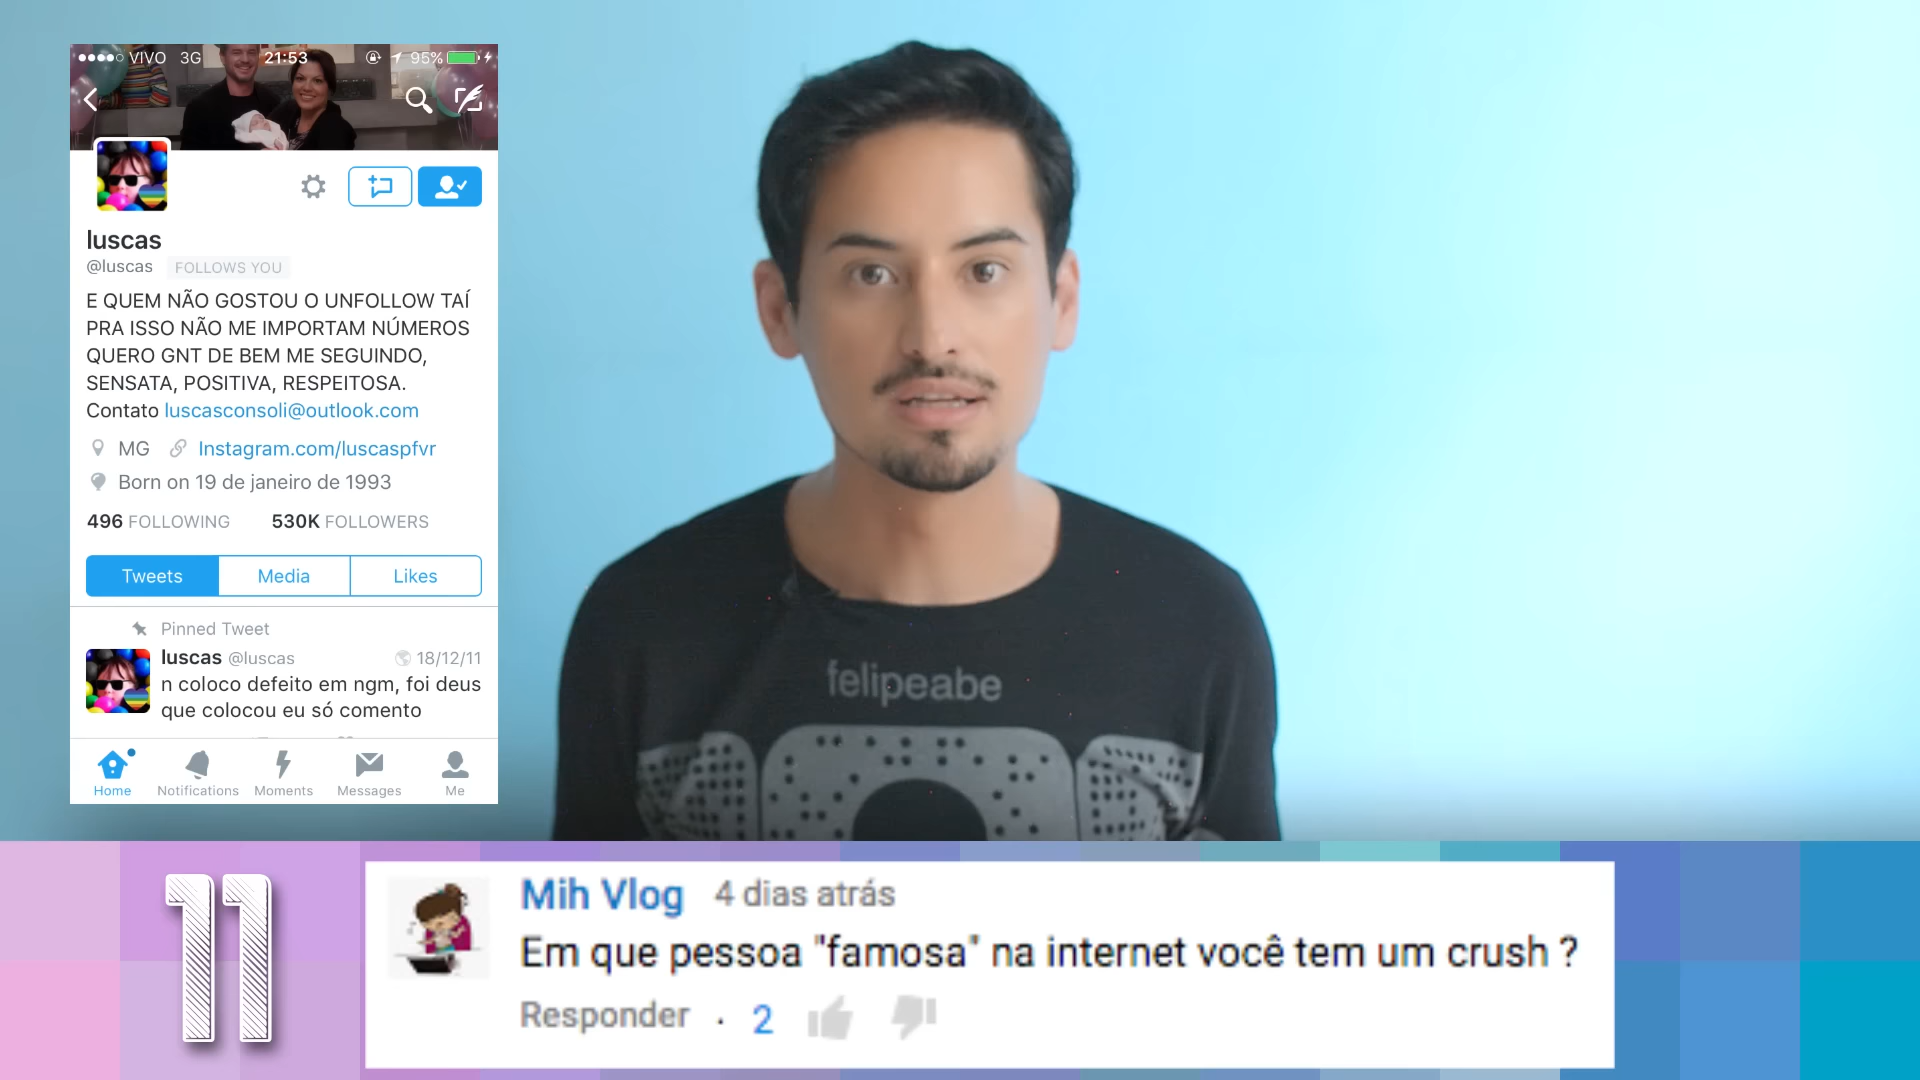 VIVO 3G 21:53 95%
luscas
@luscas FOLLOWS YOU
E QUEM NÃO GOSTOU O UNFOLLOW TAÍ
PRA ISSO NÃO ME IMPORTAM NÚMEROS
QUERO GNT DE BEM ME SEGUINDO,
SENSATA, POSITIVA, RESPEITOSA.
Contato luscasconsoli@outlook.com
MG Instagram.com/luscaspfvr
Born on 19 de janeiro de 1993
496 FOLLOWING 530K FOLLOWERS
Tweets Media Likes
Pinned Tweet
luscas @luscas 18/12/11
n coloco defeito em ngm, foi deus
que colocou eu só comento
Home Notifications Moments Messages Me
felipeabe
11
Mih Vlog 4 dias atrás
Em que pessoa "famosa" na internet você tem um crush ?
Responder · 2